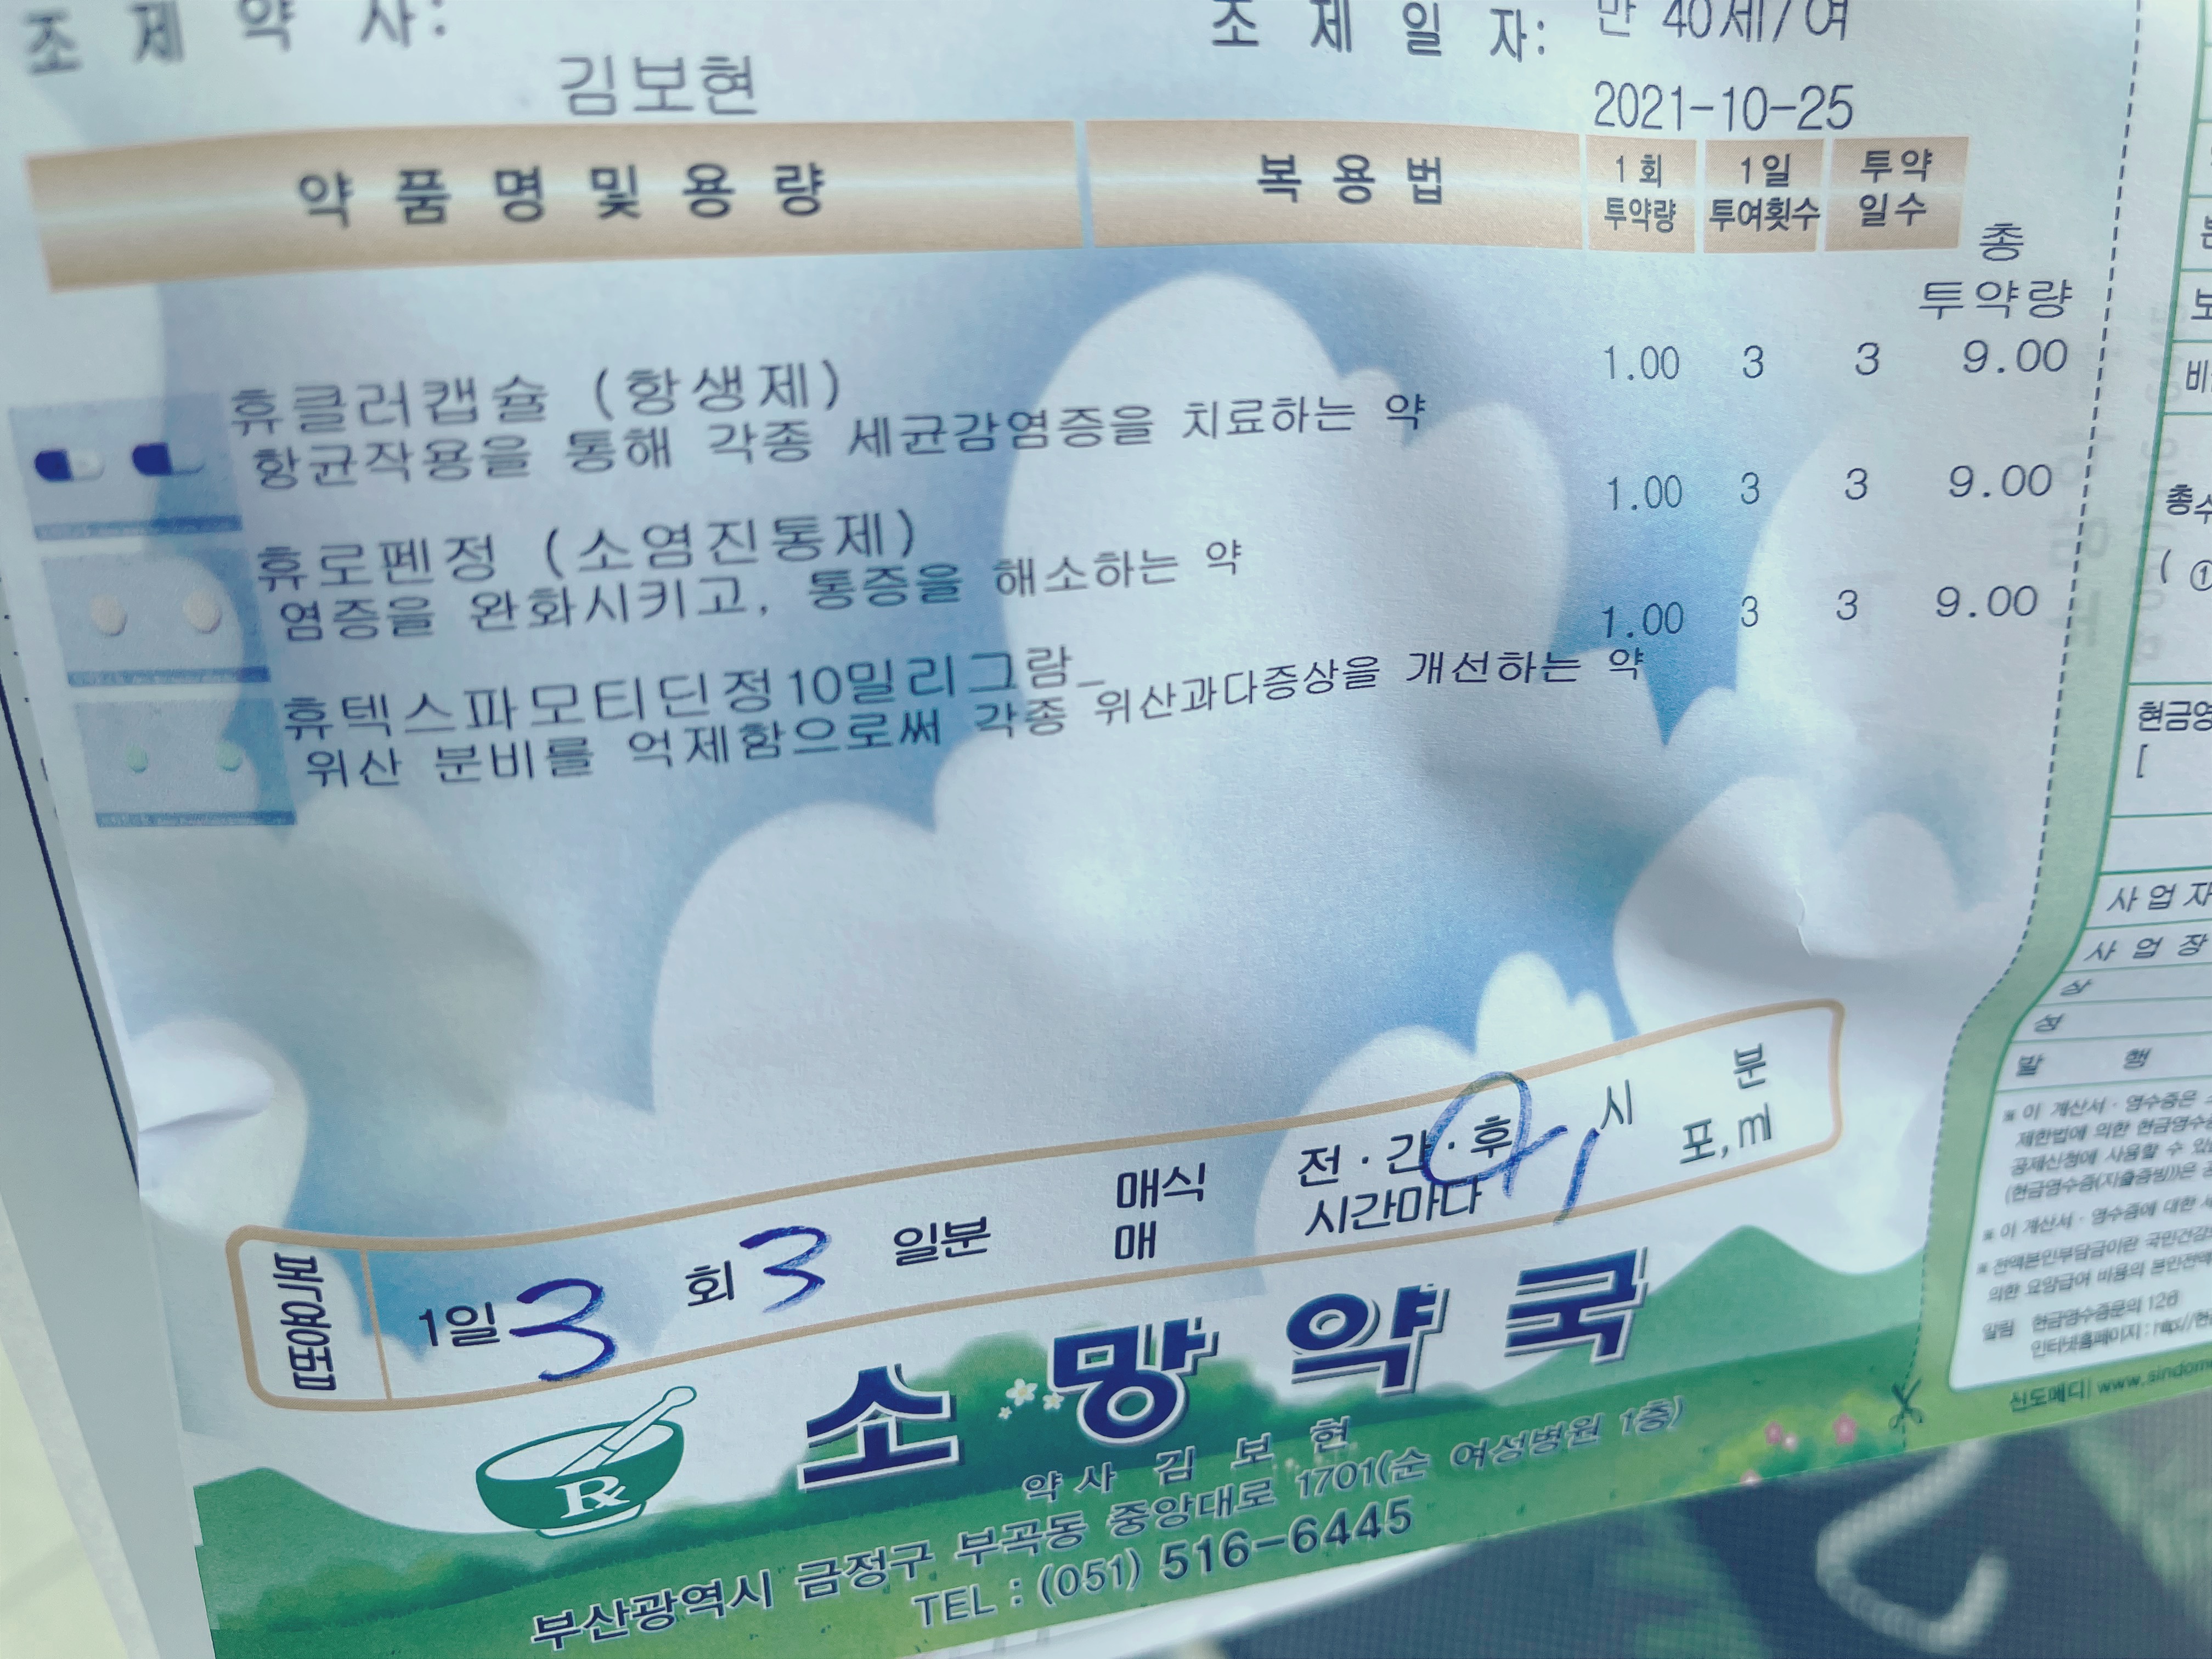 조 제 약 사:
김보현
조 제 일 자: 만 40세/여
2021-10-25
약 품 명 및 용 량 복 용 법 1회 투약량 1일 투여횟수 투약 일수 총 투약량
휴클러캡슐 (항생제) 1.00 3 3 9.00
항균작용을 통해 각종 세균감염증을 치료하는 약
휴로펜정 (소염진통제) 1.00 3 3 9.00
염증을 완화시키고, 통증을 해소하는 약
휴텍스파모티딘정10밀리그람_ 1.00 3 3 9.00
위산 분비를 억제함으로써 각종 위산과다증상을 개선하는 약
복용법 1일 3 회 3 일분 매식 전·간·후 시 분
매 시간마다 포,㎖
소망약국
약사 김보현
부산광역시 금정구 부곡동 중앙대로 1701(순 여성병원 1층)
TEL : (051) 516-6445
비
총수
( ①
현금영
[
사 업 자
사 업 장
상
성
발 행
※ 이 계산서·영수증은
제한법에 의한 현금영수증
공제신청에 사용할 수 있
(현금영수증(지출증빙))은
※ 이 계산서·영수증에 대한
※ 전액본인부담금이란 국민건강
의한 요양급여 비용의 본인전액
알림 현금영수증문의 126
인터넷홈페이지 : http://현
신도메디| www.sindom